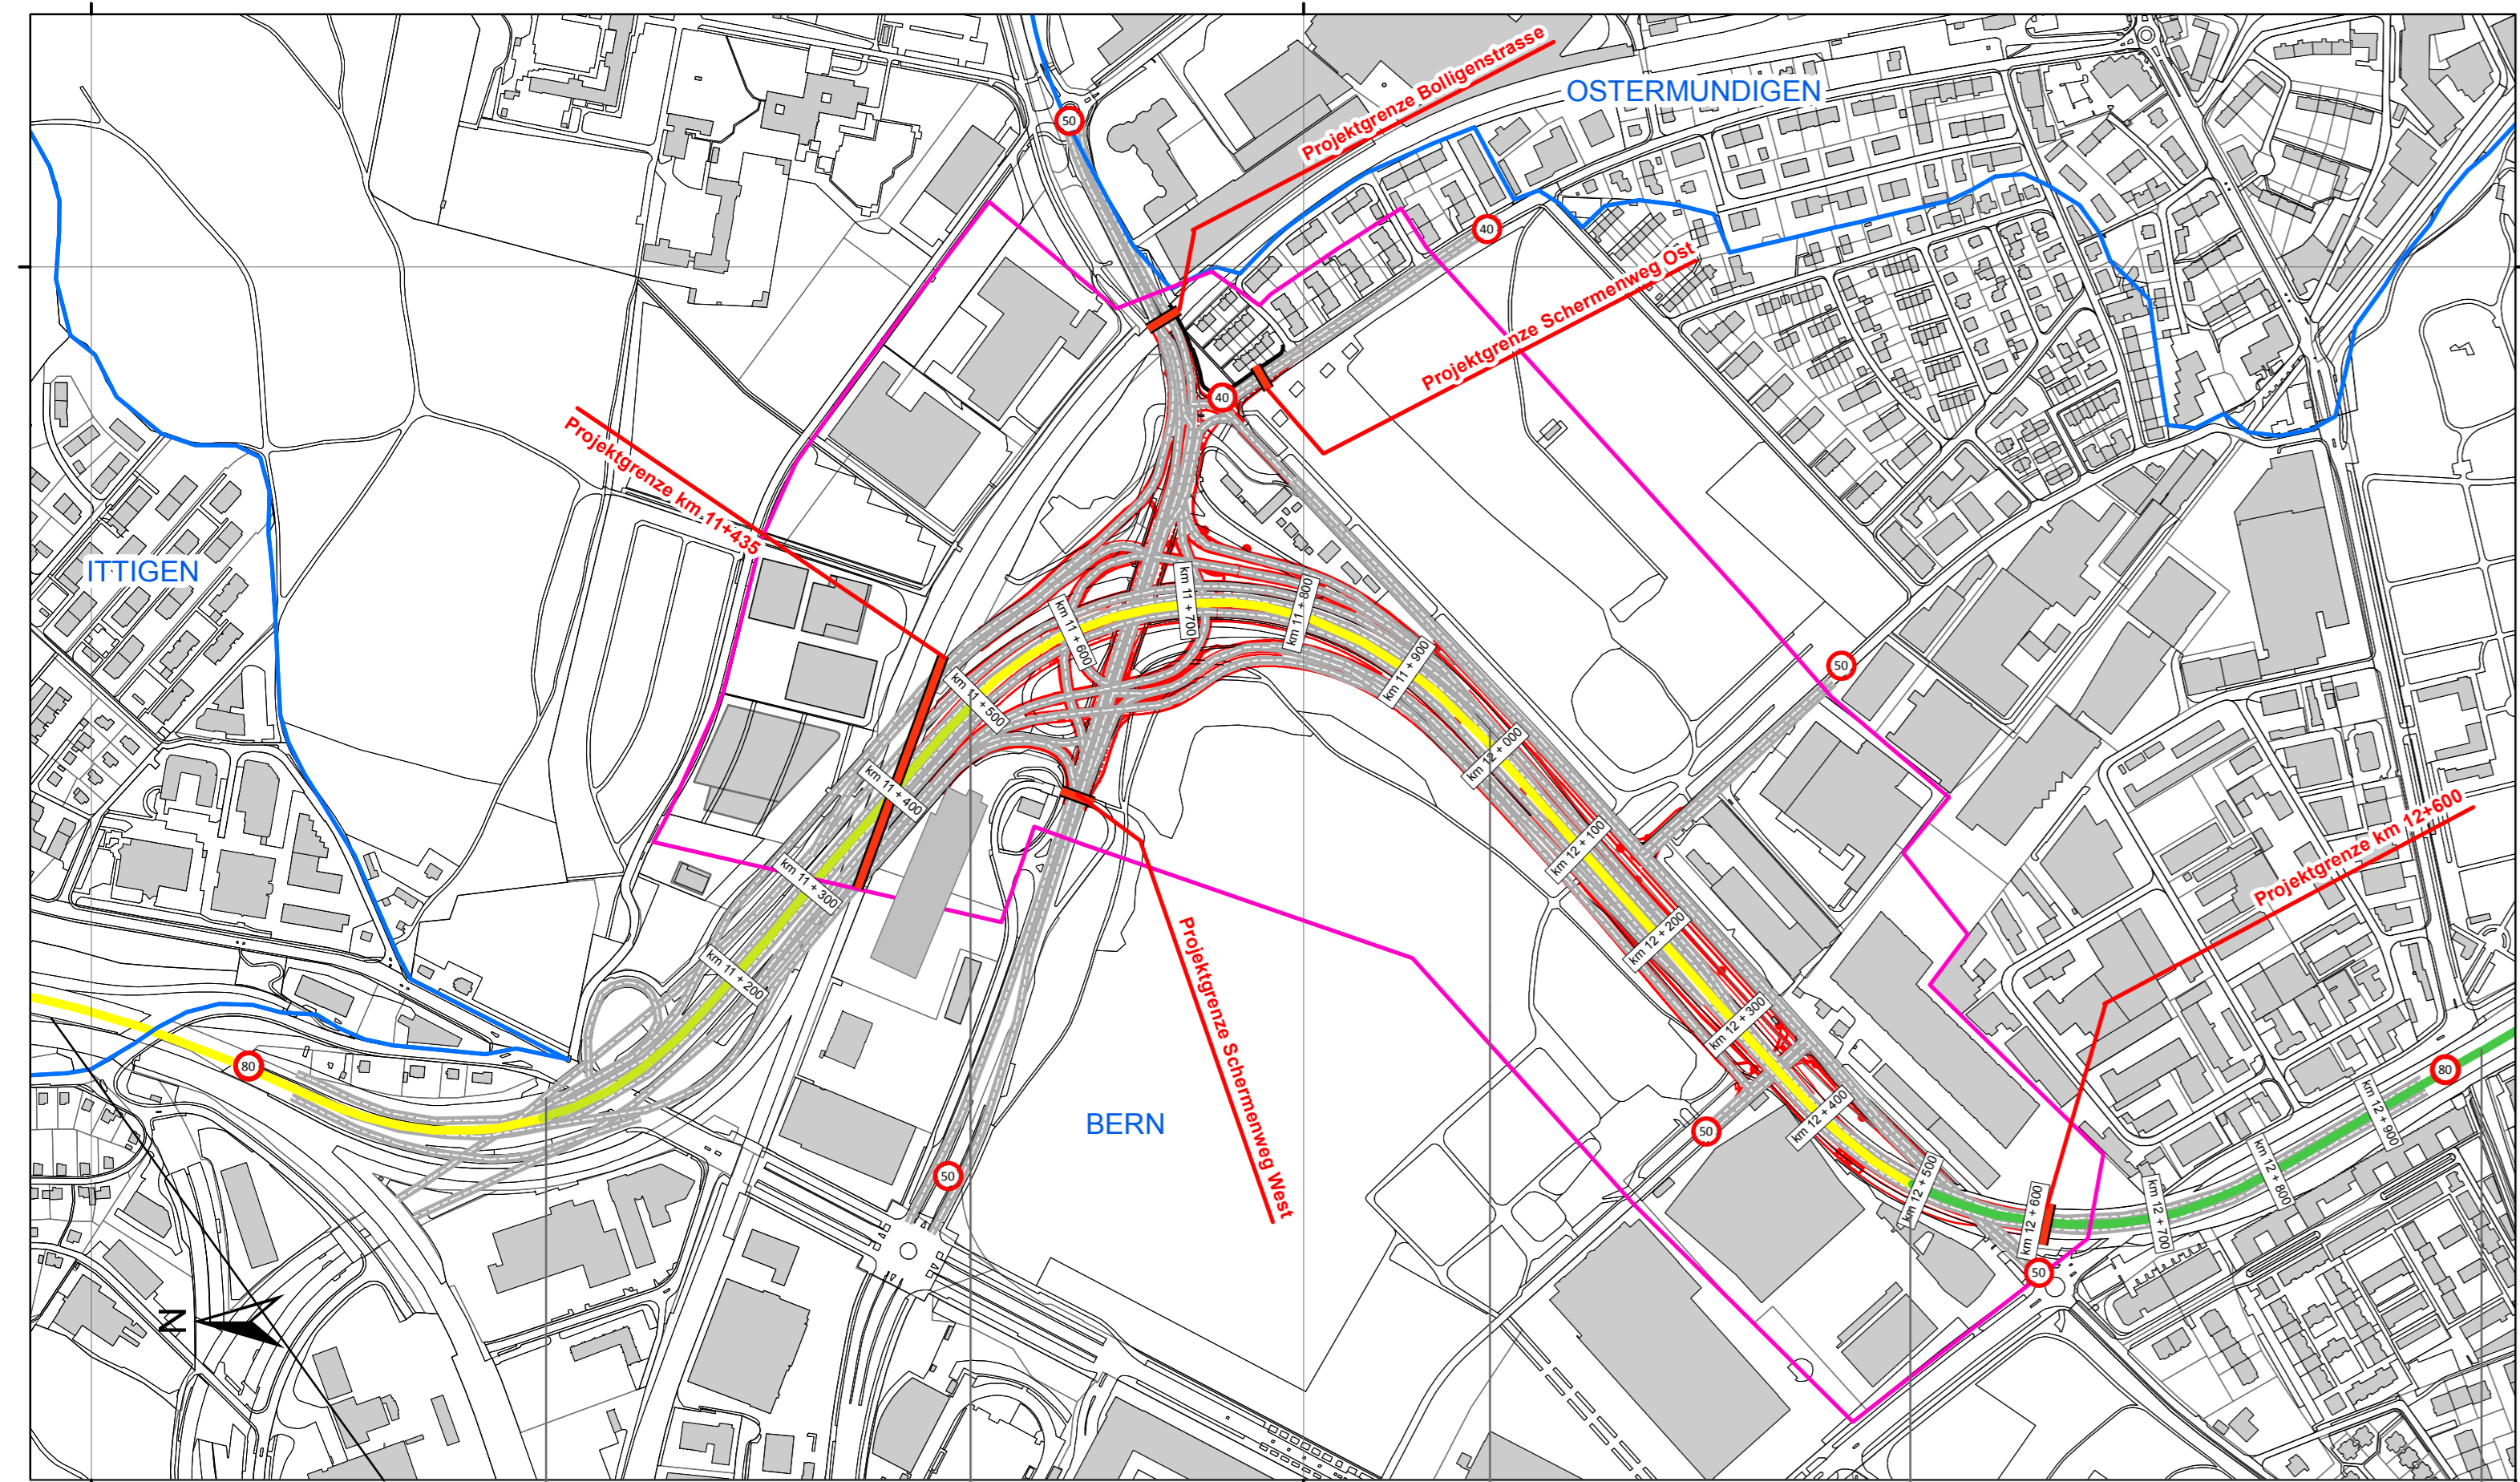 50
Projektgrenze Bolligenstrasse
OSTERMUNDIGEN
40
Projektgrenze Schermenweg Ost
40
Projektgrenze km 11+435
ITTIGEN
km 11 + 600
km 11 + 700
km 11 + 800
km 11 + 900
50
km 11 + 500
km 11 + 400
km 12 + 000
km 12 + 100
Projektgrenze km 12+600
km 11 + 300
km 12 + 200
km 11 + 200
Projektgrenze Schermenweg West
km 12 + 300
80
80
BERN
50
km 12 + 400
km 12 + 900
50
km 12 + 500
km 12 + 600
km 12 + 700
km 12 + 800
50
N